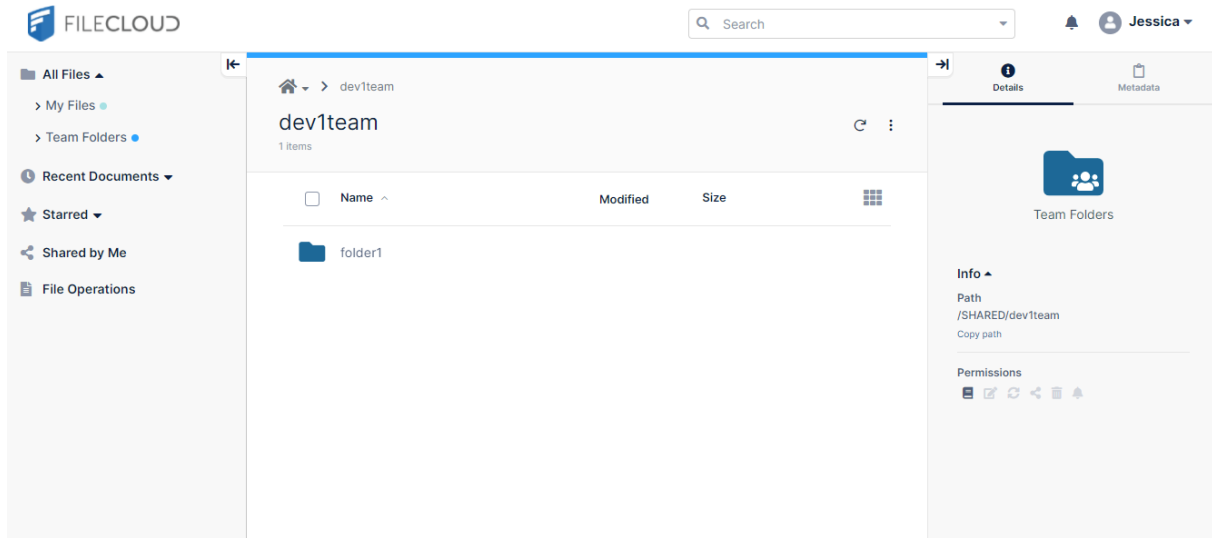 FILECLOUD
Search
Jessica
All Files
My Files
Team Folders
Recent Documents
Starred
Shared by Me
File Operations
dev1team
dev1team
1 items
Name
Modified
Size
folder1
Details
Metadata
Team Folders
Info
Path
/SHARED/dev1team
Copy path
Permissions